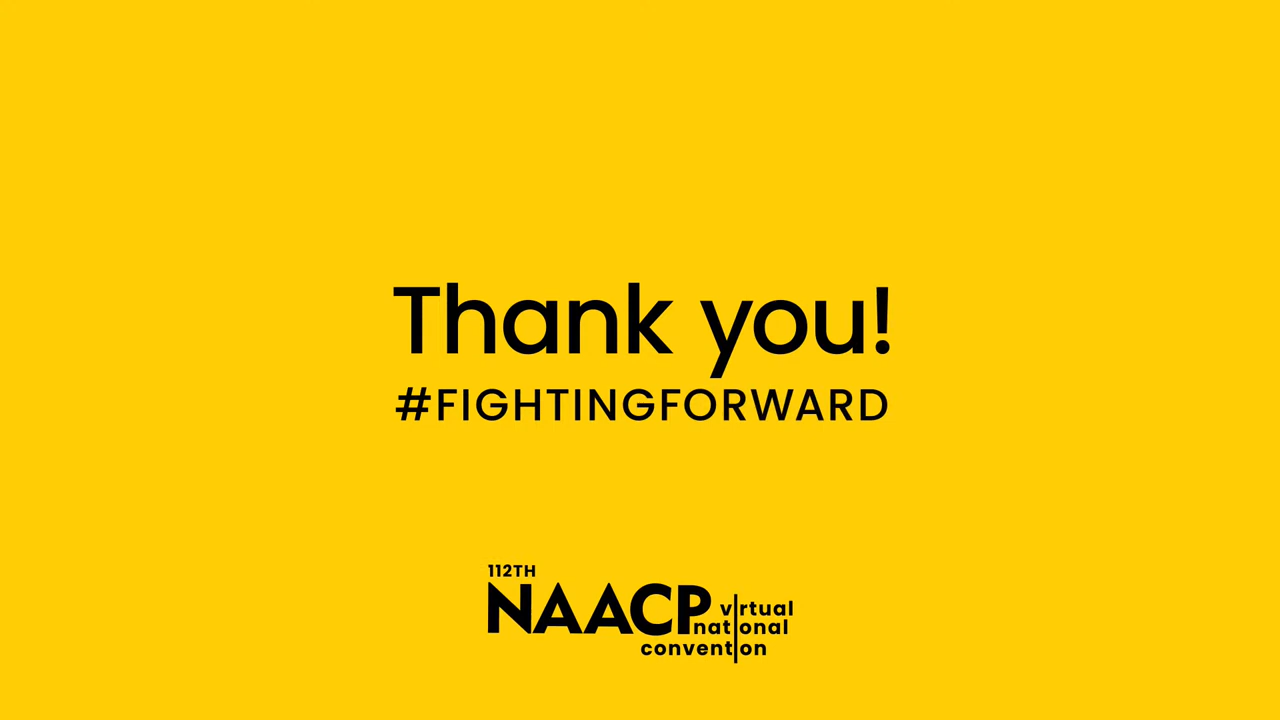 Thank you!
#FIGHTINGFORWARD
112TH
NAACP virtual
national
convention